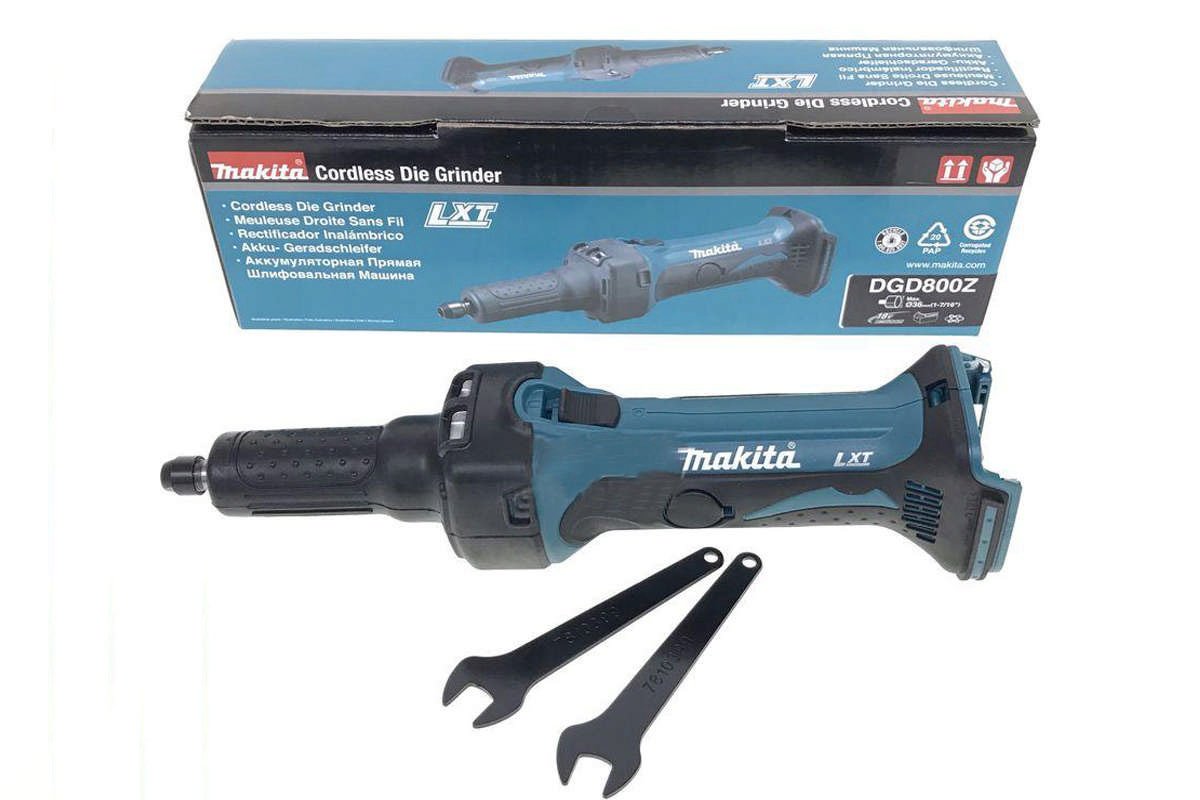 • Шлифовальная Машина
• Аккумуляторная Прямая
• Akku- Geradschleifer
• Rectificador Inalámbrico
• Meuleuse Droite Sans Fil
• Cordless Die Grinder
LXT
makita Cordless Die Grinder
makita® Cordless Die Grinder
• Cordless Die Grinder
• Meuleuse Droite Sans Fil
• Rectificador Inalámbrico
• Akku- Geradschleifer
• Аккумуляторная Прямая
Шлифовальная Машина
LXT
makita LXT
20
PAP
Corrugated
Recycles
www.makita.com
DGD800Z
Max.
Ø36mm(1-7/16")
18V
makita® LXT